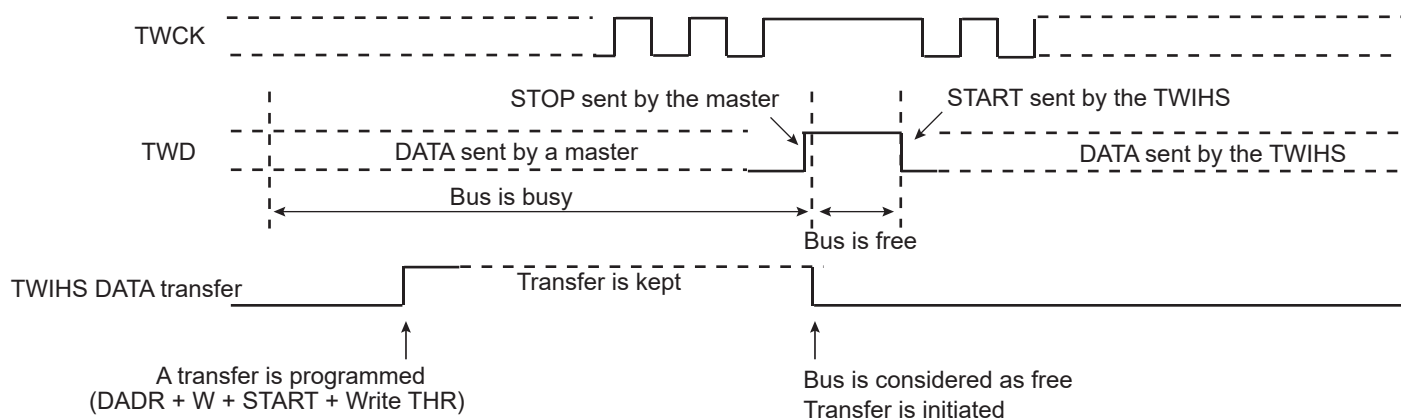 TWCK
STOP sent by the master
START sent by the TWIHS
TWD
DATA sent by a master
DATA sent by the TWIHS
Bus is busy
Bus is free
TWIHS DATA transfer
Transfer is kept
A transfer is programmed
(DADR + W + START + Write THR)
Bus is considered as free
Transfer is initiated